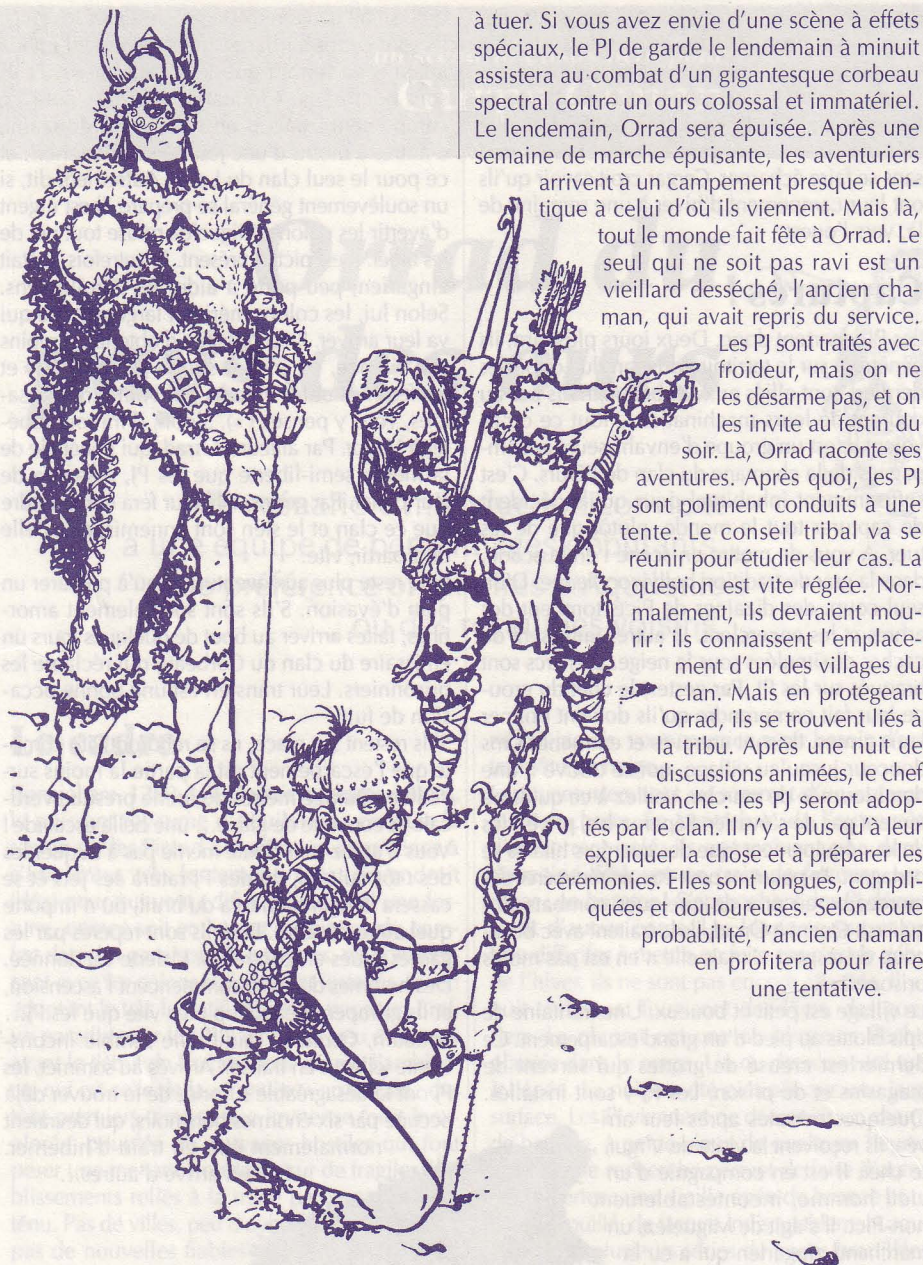 à tuer. Si vous avez envie d'une scène à effets
spéciaux, le PJ de garde le lendemain à minuit
assistera au combat d'un gigantesque corbeau
spectral contre un ours colossal et immatériel.
Le lendemain, Orrad sera épuisée. Après une
semaine de marche épuisante, les aventuriers
arrivent à un campement presque iden-
tique à celui d'où ils viennent. Mais là,
tout le monde fait fête à Orrad. Le
seul qui ne soit pas ravi est un
vieillard desséché, l'ancien cha-
man, qui avait repris du service.
Les PJ sont traités avec
froideur, mais on ne
les désarme pas, et on
les invite au festin du
soir. Là, Orrad raconte ses
aventures. Après quoi, les PJ
sont poliment conduits à une
tente. Le conseil tribal va se
réunir pour étudier leur cas. La
question est vite réglée. Nor-
malement, ils devraient mou-
rir : ils connaissent l'emplace-
ment d'un des villages du
clan. Mais en protégeant
Orrad, ils se trouvent liés à
la tribu. Après une nuit de
discussions animées, le chef
tranche : les PJ seront adop-
tés par le clan. Il n'y a plus qu'à leur
expliquer la chose et à préparer les
cérémonies. Elles sont longues, compli-
quées et douloureuses. Selon toute
probabilité, l'ancien chaman
en profitera pour faire
une tentative de